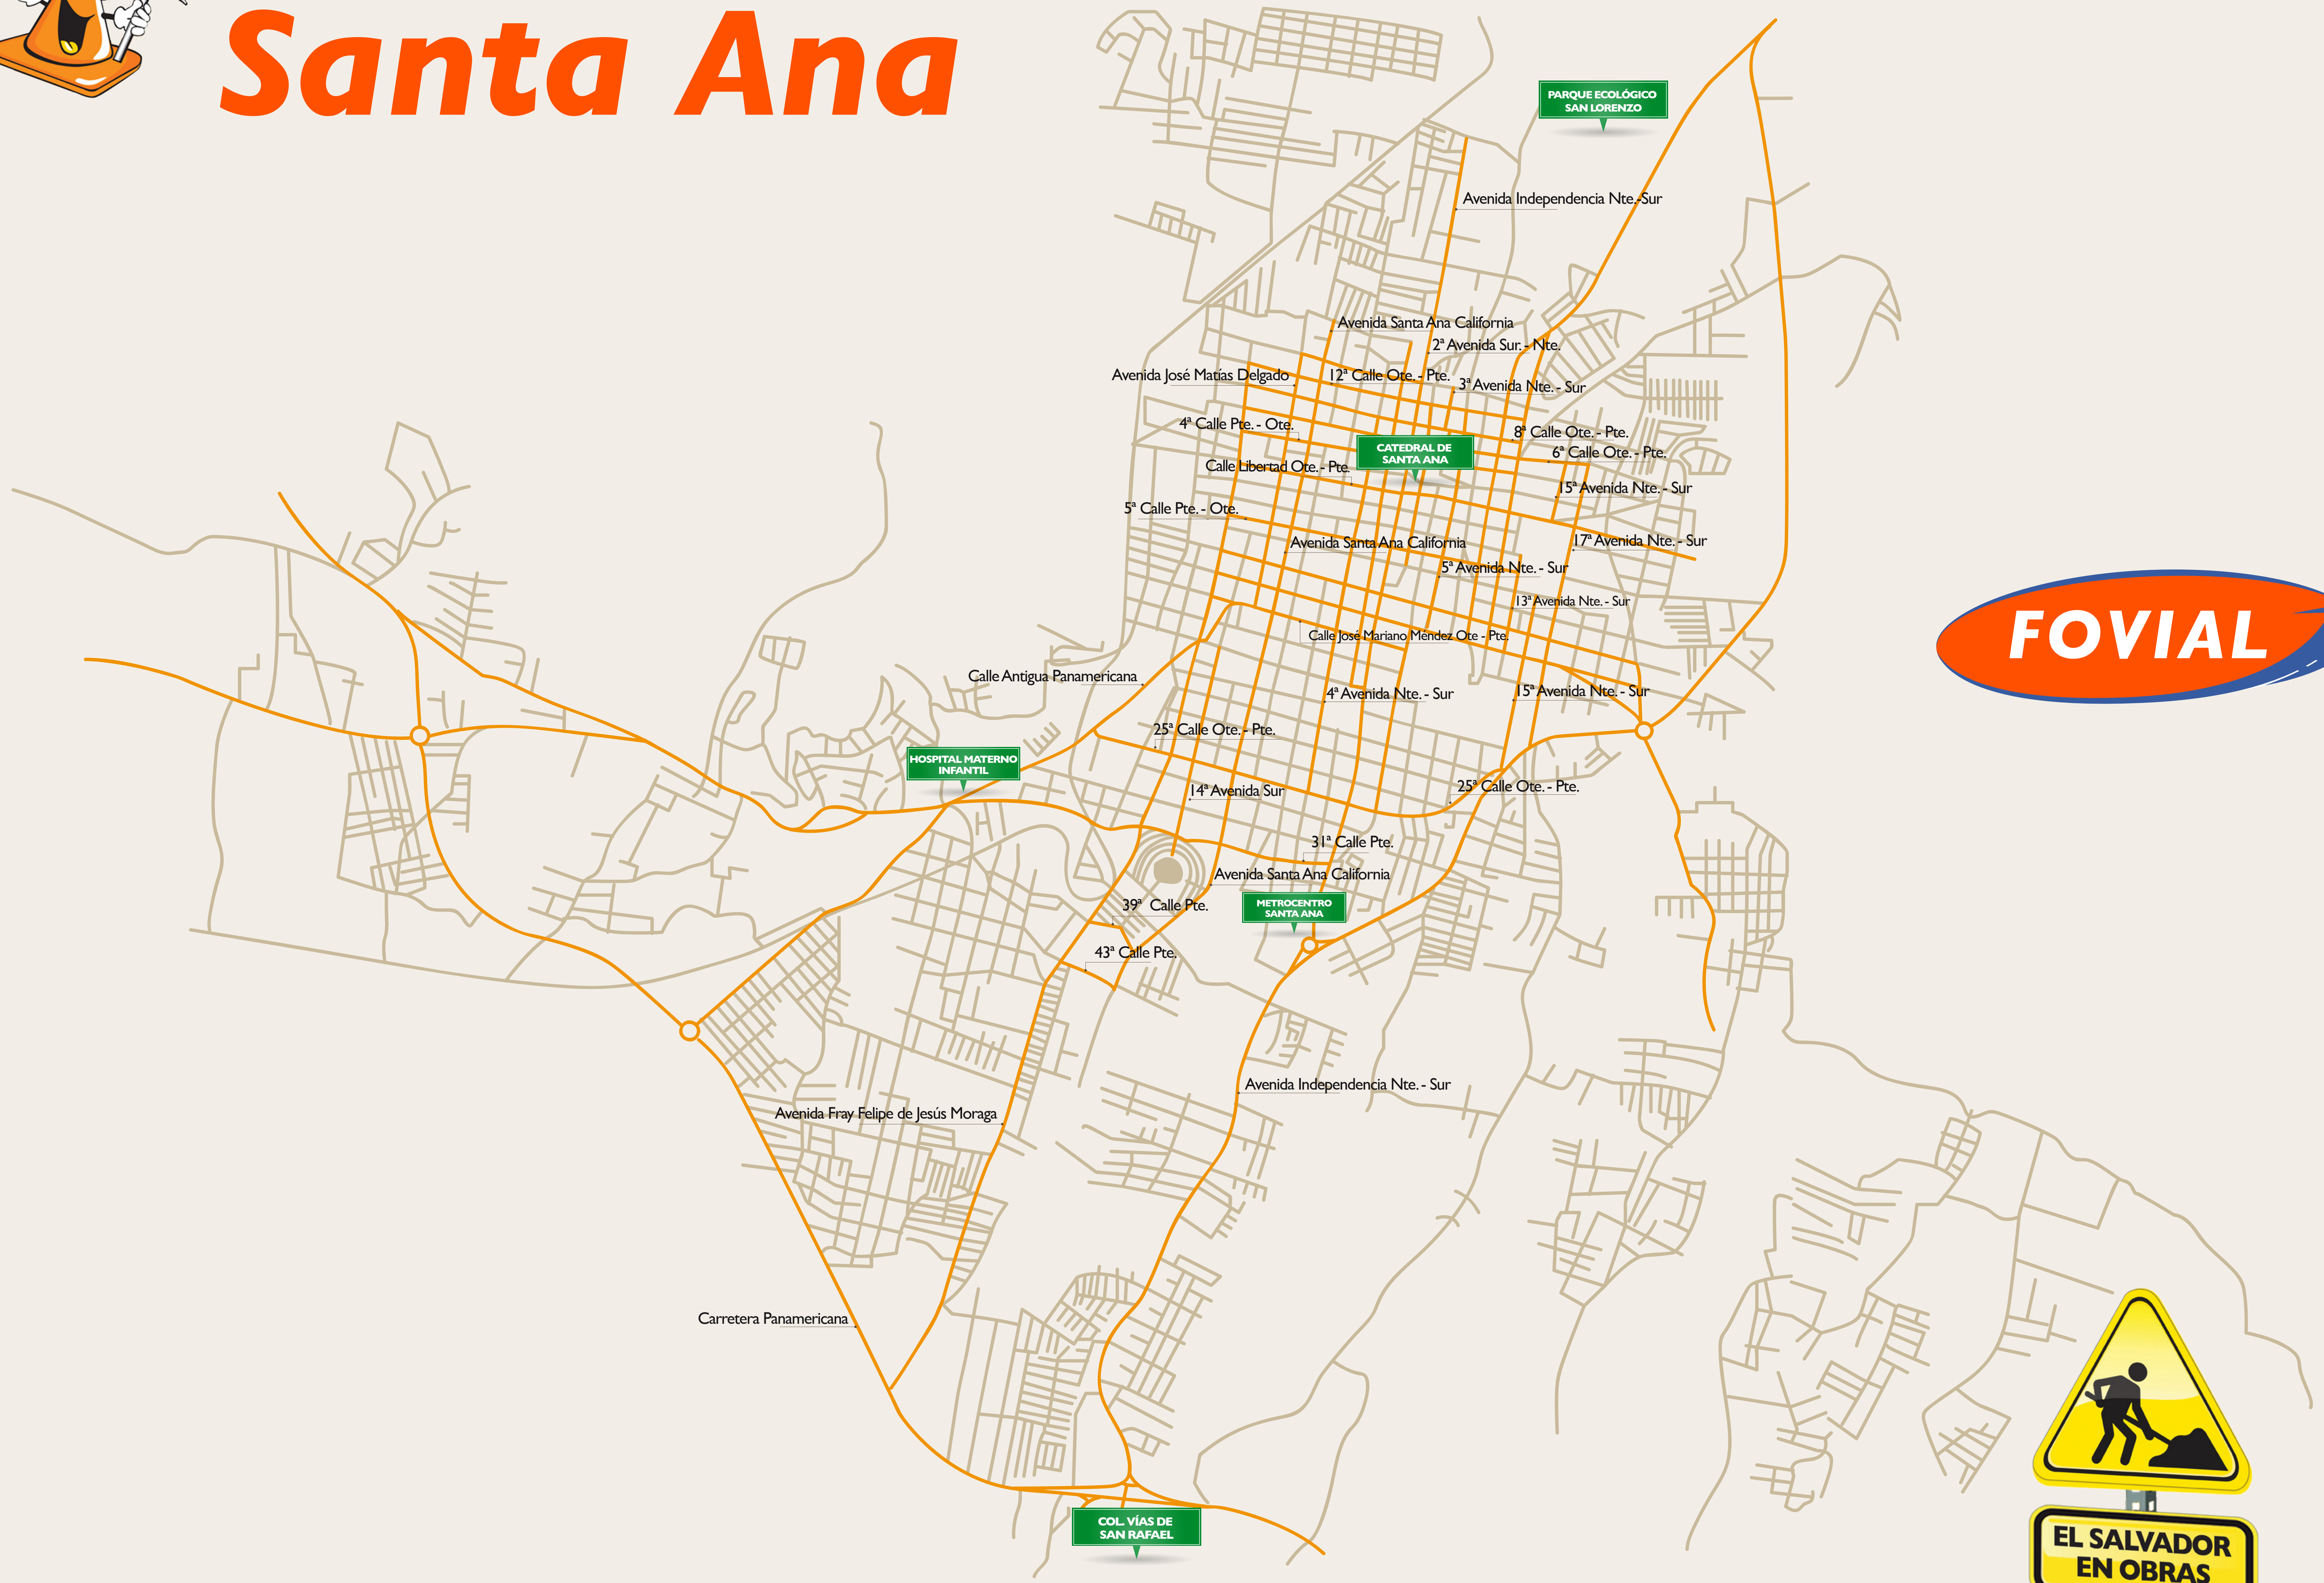 Santa Ana
PARQUE ECOLÓGICO
SAN LORENZO
Avenida Independencia Nte.-Sur
Avenida Santa Ana California
2ª Avenida Sur. - Nte.
Avenida José Matías Delgado
12ª Calle Ote. - Pte.
3ª Avenida Nte. - Sur
4ª Calle Pte. - Ote.
8ª Calle Ote. - Pte.
CATEDRAL DE
SANTA ANA
6ª Calle Ote. - Pte.
Calle Libertad Ote. - Pte.
15ª Avenida Nte. - Sur
5ª Calle Pte. - Ote.
Avenida Santa Ana California
17ª Avenida Nte. - Sur
5ª Avenida Nte. - Sur
13ª Avenida Nte. - Sur
Calle José Mariano Méndez Ote - Pte.
FOVIAL
Calle Antigua Panamericana
4ª Avenida Nte. - Sur
15ª Avenida Nte. - Sur
25ª Calle Ote. - Pte.
HOSPITAL MATERNO
INFANTIL
14ª Avenida Sur
25ª Calle Ote. - Pte.
31ª Calle Pte.
Avenida Santa Ana California
39ª Calle Pte.
METROCENTRO
SANTA ANA
43ª Calle Pte.
Avenida Independencia Nte. - Sur
Avenida Fray Felipe de Jesús Moraga
Carretera Panamericana
COL. VÍAS DE
SAN RAFAEL
EL SALVADOR
EN OBRAS